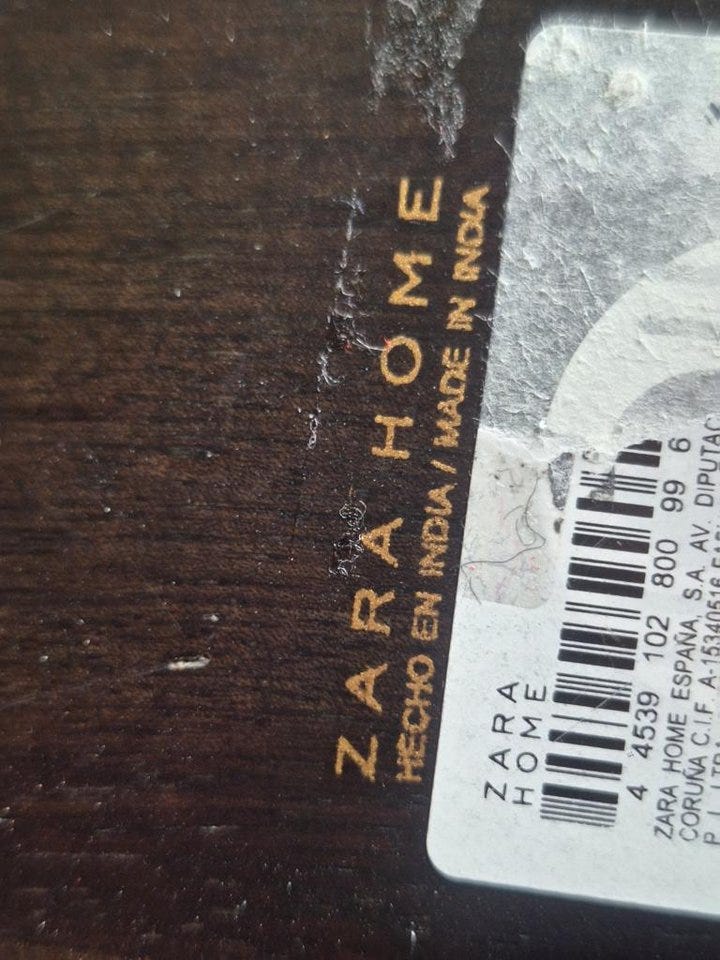 ZARA HOME
HECHO EN INDIA / MADE IN INDIA
ZARA
HOME
4 4539 102 800 99 6
ZARA HOME ESPAÑA, S.A. AV. DIPUTAC
CORUÑA C.I.F. A-15340518